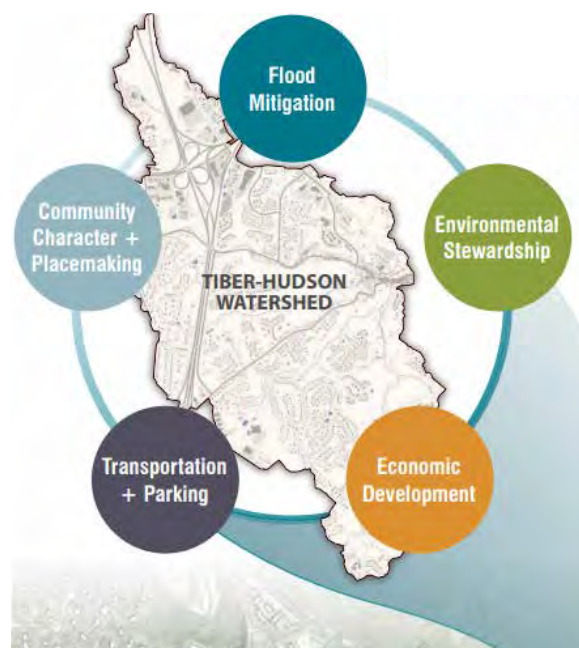 Flood
Mitigation
Community
Character +
Placemaking
Environmental
Stewardship
TIBER-HUDSON
WATERSHED
Transportation
+ Parking
Economic
Development